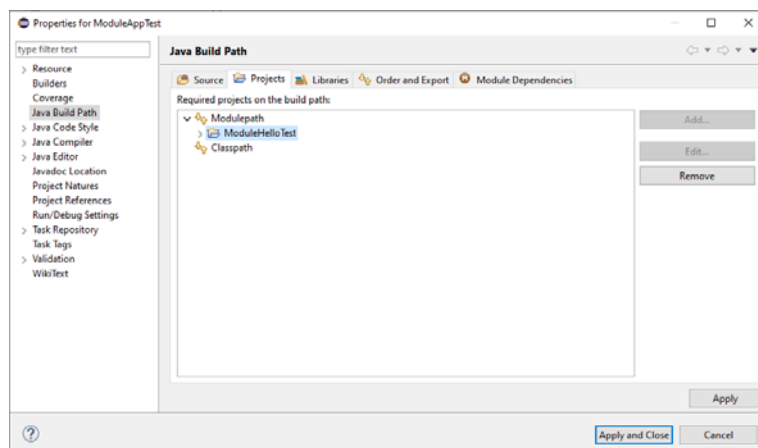 Properties for ModuleAppTest
type filter text
Resource
Builders
Coverage
Java Build Path
Java Code Style
Java Compiler
Java Editor
Javadoc Location
Project Natures
Project References
Run/Debug Settings
Task Repository
Task Tags
Validation
WikiText
Java Build Path
Source Projects Libraries Order and Export Module Dependencies
Required projects on the build path:
Modulepath
ModuleHelloTest
Classpath
Add...
Edit...
Remove
Apply
Apply and Close Cancel